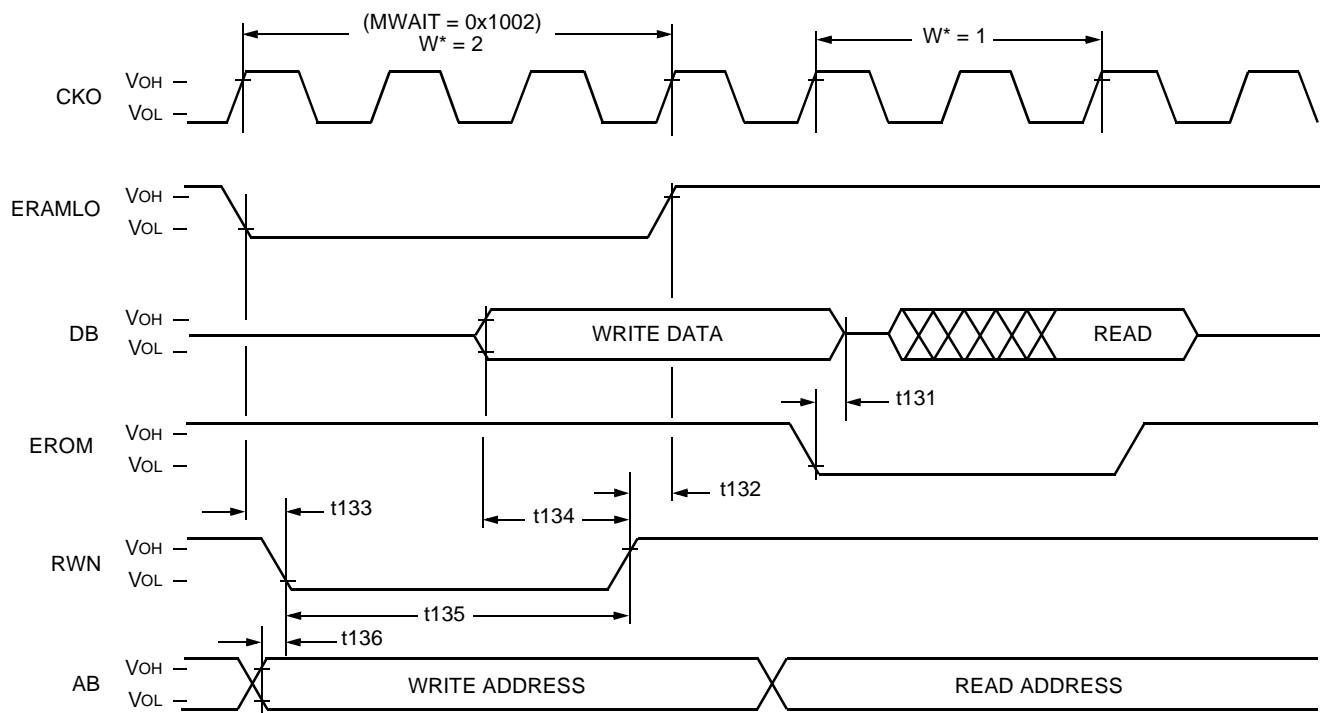 (MWAIT = 0x1002)
W* = 2
W* = 1
CKO
VOH
VOL
ERAMLO
VOH
VOL
DB
VOH
VOL
WRITE DATA
READ
t131
EROM
VOH
VOL
t132
t133
t134
RWN
VOH
VOL
t135
t136
AB
VOH
VOL
WRITE ADDRESS
READ ADDRESS